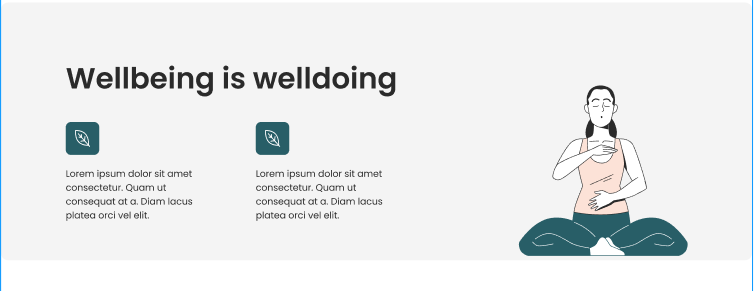 Wellbeing is welldoing
Lorem ipsum dolor sit amet
consectetur. Quam ut
consequat at a. Diam lacus
platea orci vel elit.
Lorem ipsum dolor sit amet
consectetur. Quam ut
consequat at a. Diam lacus
platea orci vel elit.